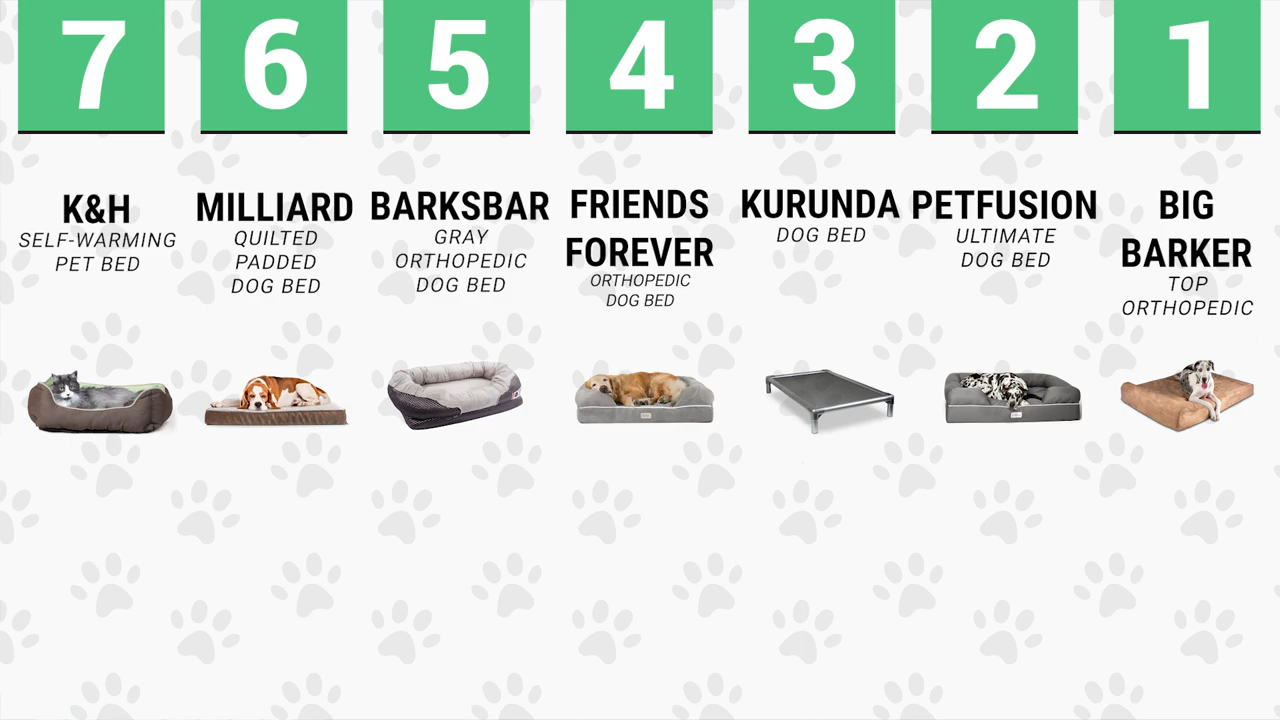 7 6 5 4 3 2 1
K&H
SELF-WARMING
PET BED
MILLIARD
QUILTED
PADDED
DOG BED
BARKSBAR
GRAY
ORTHOPEDIC
DOG BED
FRIENDS
FOREVER
ORTHOPEDIC
DOG BED
KURUNDA
DOG BED
PETFUSION
ULTIMATE
DOG BED
BIG
BARKER
TOP
ORTHOPEDIC